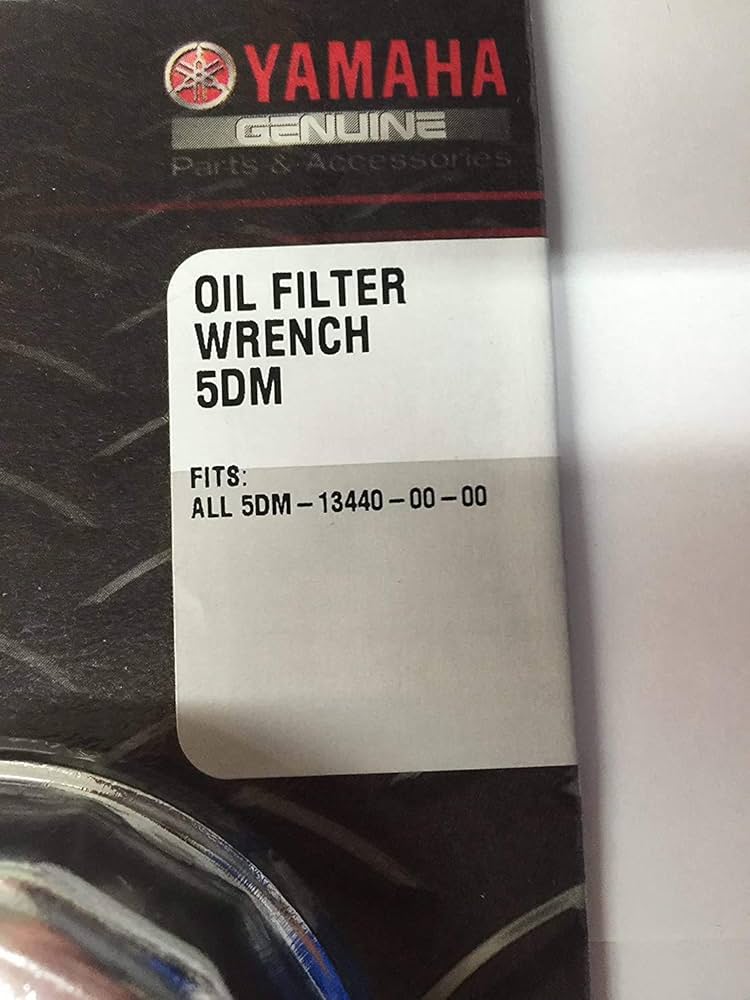 YAMAHA
GENUINE
Parts & Accessories
OIL FILTER
WRENCH
5DM
FITS:
ALL 5DM-13440-00-00